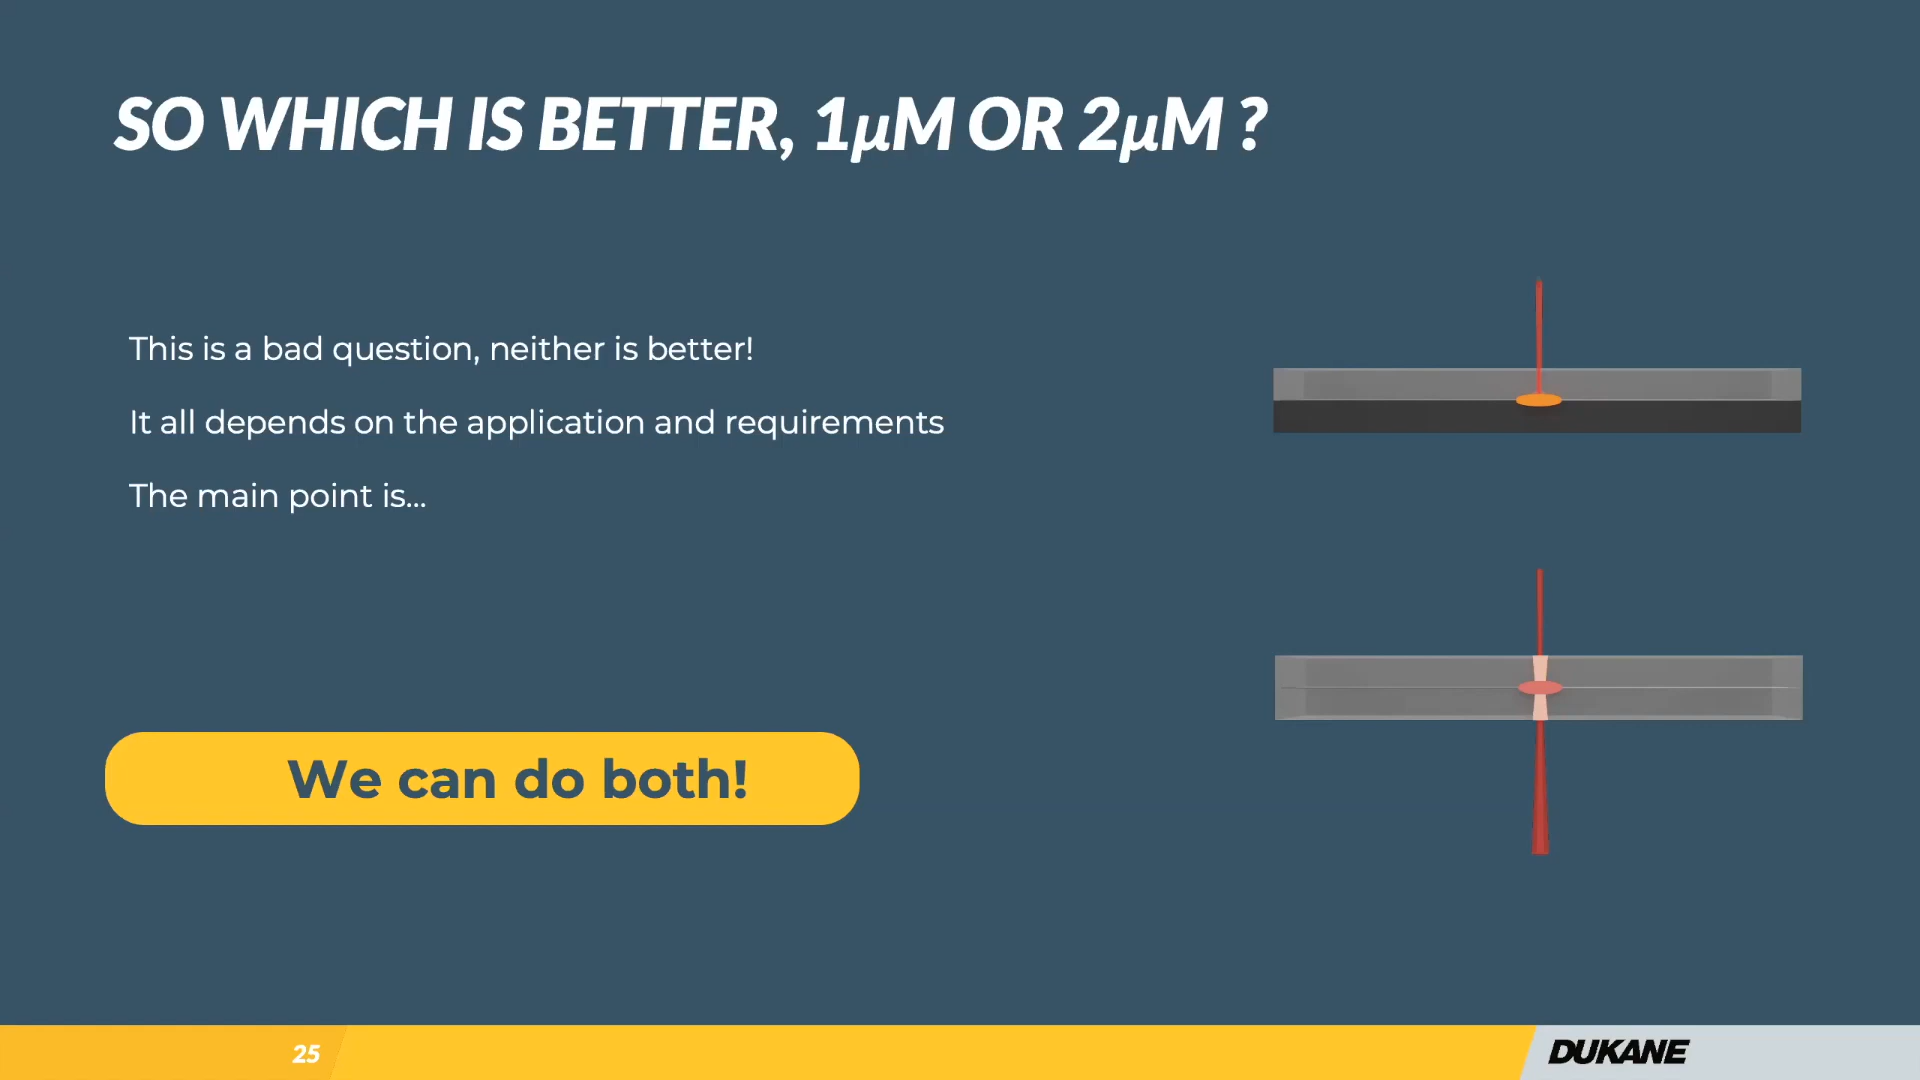 SO WHICH IS BETTER, 1µM OR 2µM ?
This is a bad question, neither is better!
It all depends on the application and requirements
The main point is...
We can do both!
25
DUKANE